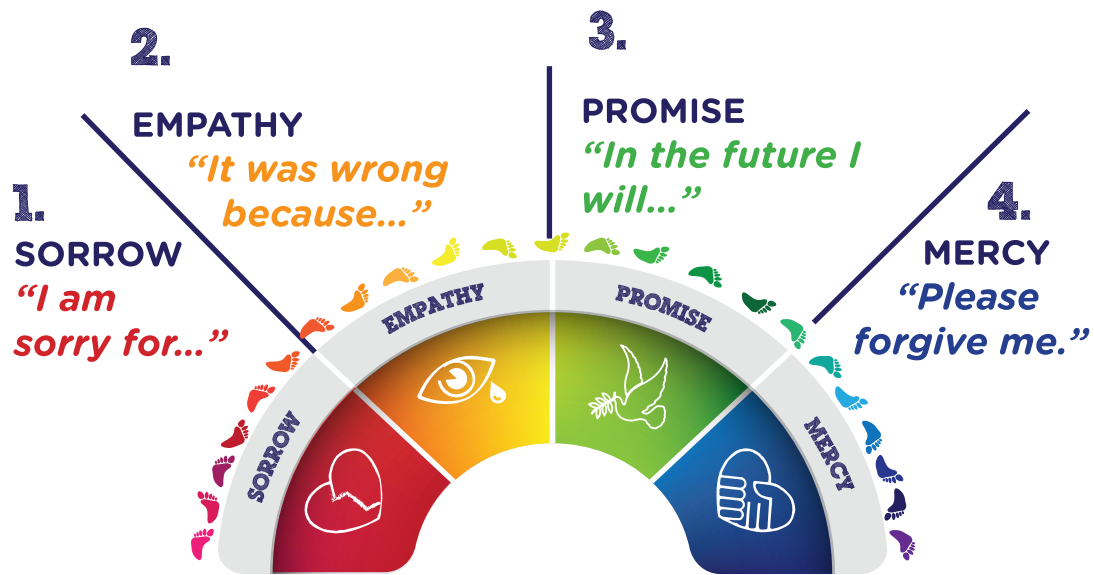 1.
SORROW
“I am
sorry for...”
2.
EMPATHY
“It was wrong
because...”
3.
PROMISE
“In the future I
will...”
4.
MERCY
“Please
forgive me.”
SORROW
EMPATHY
PROMISE
MERCY